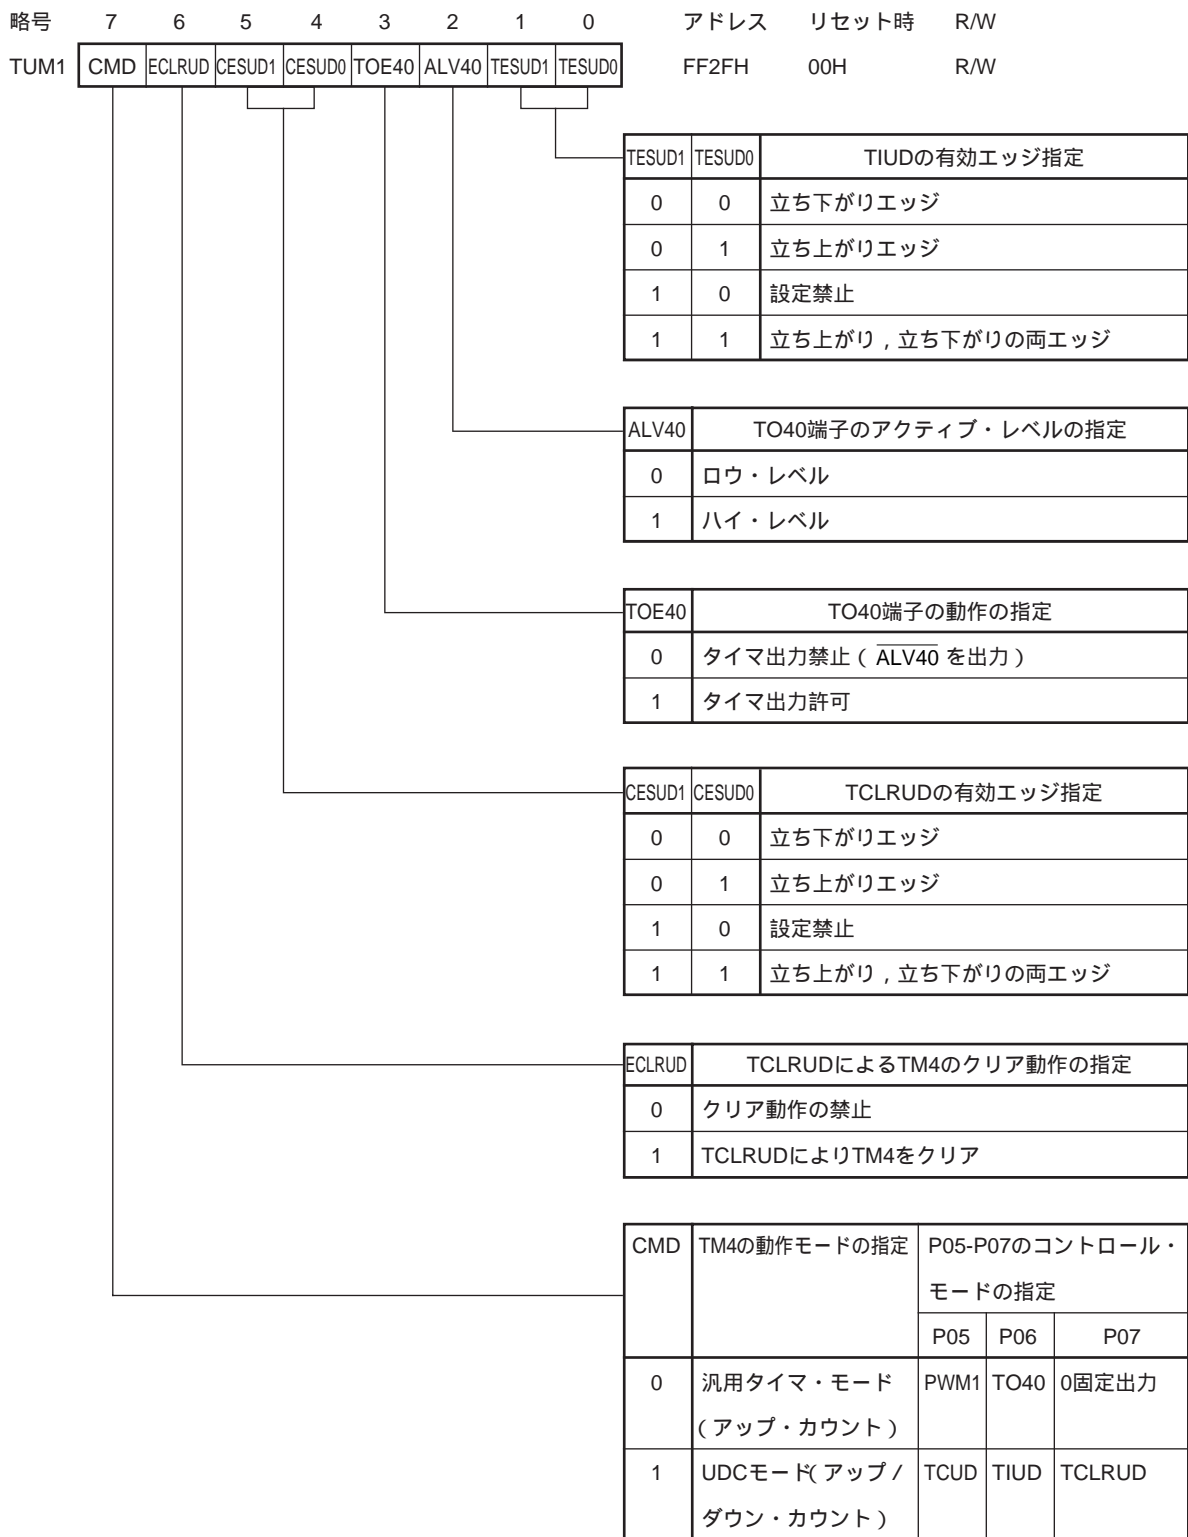 略号 7 6 5 4 3 2 1 0 アドレス リセット時 R/W
TUM1 CMD ECLRUD CESUD1 CESUD0 TOE40 ALV40 TESUD1 TESUD0 FF2FH 00H R/W
TESUD1 TESUD0 TIUDの有効エッジ指定
0 0 立ち下がりエッジ
0 1 立ち上がりエッジ
1 0 設定禁止
1 1 立ち上がり，立ち下がりの両エッジ
ALV40 TO40端子のアクティブ・レベルの指定
0 ロウ・レベル
1 ハイ・レベル
TOE40 TO40端子の動作の指定
0 タイマ出力禁止（ALV40を出力）
1 タイマ出力許可
CESUD1 CESUD0 TCLRUDの有効エッジ指定
0 0 立ち下がりエッジ
0 1 立ち上がりエッジ
1 0 設定禁止
1 1 立ち上がり，立ち下がりの両エッジ
ECLRUD TCLRUDによるTM4のクリア動作の指定
0 クリア動作の禁止
1 TCLRUDによりTM4をクリア
CMD TM4の動作モードの指定 P05-P07のコントロール・
モードの指定
P05 P06 P07
0 汎用タイマ・モード PWM1 TO40 0固定出力
（アップ・カウント）
1 UDCモード（アップ／ TCUD TIUD TCLRUD
ダウン・カウント）